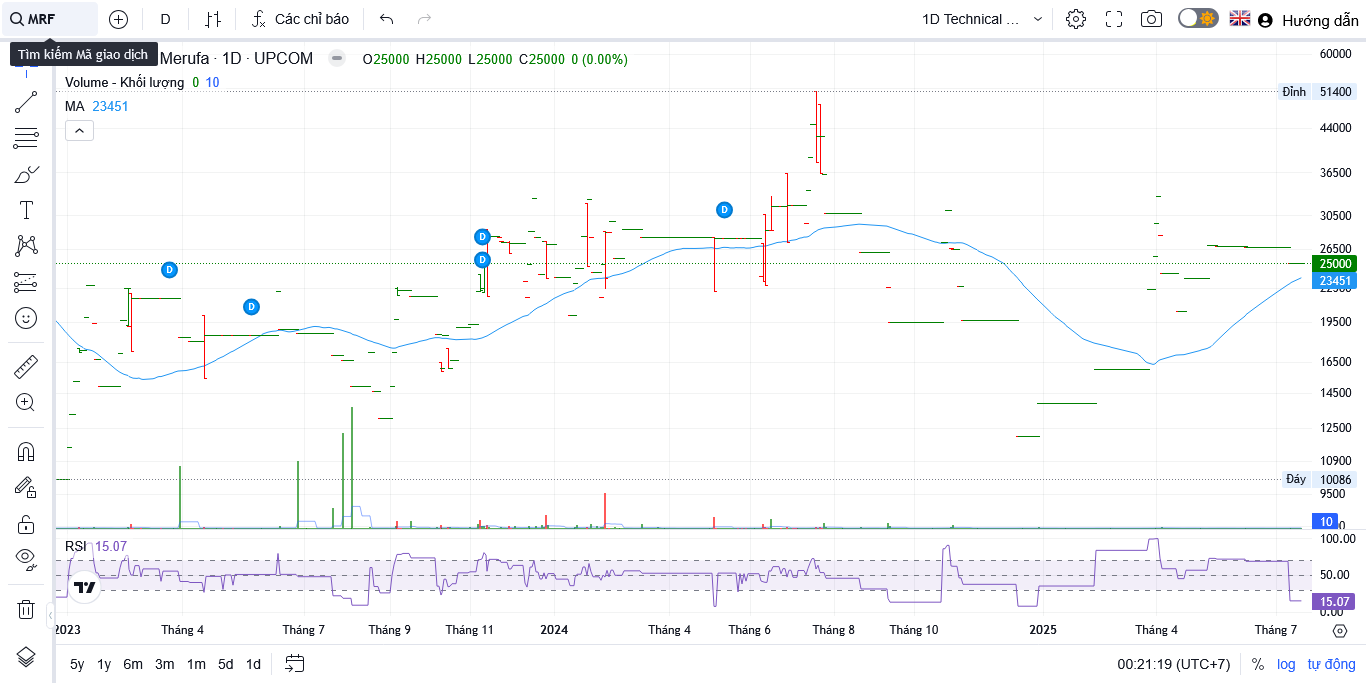 MRF
D
Các chỉ báo
1D Technical ...
Hướng dẫn
Tìm kiếm Mã giao dịch
Merufa · 1D · UPCOM
O25000 H25000 L25000 C25000 0 (0.00%)
Volume - Khối lượng 0 10
MA 23451
60000
Đỉnh 51400
44000
36500
30500
26500
25000
23451
22500
19500
16500
14500
12500
10900
Đáy 10086
9500
10
D
D
D
D
D
RSI 15.07
100.00
50.00
15.07
0.00
2023
Tháng 4
Tháng 7
Tháng 9
Tháng 11
2024
Tháng 4
Tháng 6
Tháng 8
Tháng 10
2025
Tháng 4
Tháng 7
5y 1y 6m 3m 1m 5d 1d
00:21:19 (UTC+7)
% log tự động